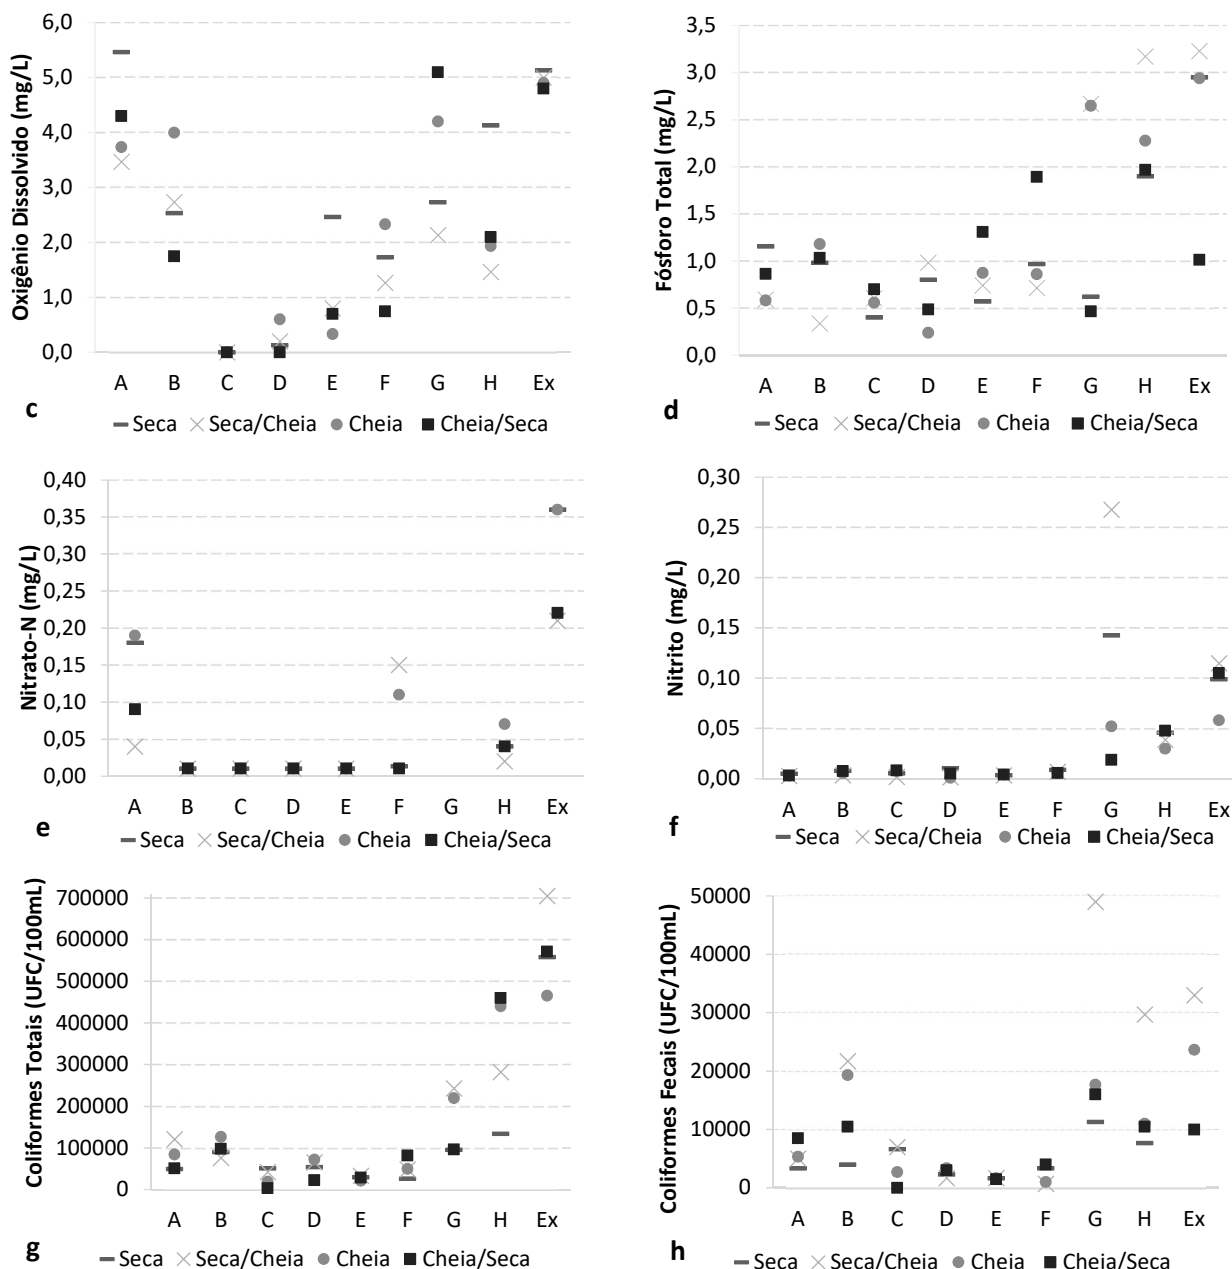 Oxigênio Dissolvido (mg/L)
6,0
5,0
4,0
3,0
2,0
1,0
0,0
A B C D E F G H Ex
c
Seca Seca/Cheia Cheia Cheia/Seca
Fósforo Total (mg/L)
3,5
3,0
2,5
2,0
1,5
1,0
0,5
0,0
A B C D E F G H Ex
d
Seca Seca/Cheia Cheia Cheia/Seca
Nitrato-N (mg/L)
0,40
0,35
0,30
0,25
0,20
0,15
0,10
0,05
0,00
A B C D E F G H Ex
e
Seca Seca/Cheia Cheia Cheia/Seca
Nitrito (mg/L)
0,30
0,25
0,20
0,15
0,10
0,05
0,00
A B C D E F G H Ex
f
Seca Seca/Cheia Cheia Cheia/Seca
Coliformes Totais (UFC/100mL)
700000
600000
500000
400000
300000
200000
100000
0
A B C D E F G H Ex
g
Seca Seca/Cheia Cheia Cheia/Seca
Coliformes Fecais (UFC/100mL)
50000
40000
30000
20000
10000
0
A B C D E F G H Ex
h
Seca Seca/Cheia Cheia Cheia/Seca